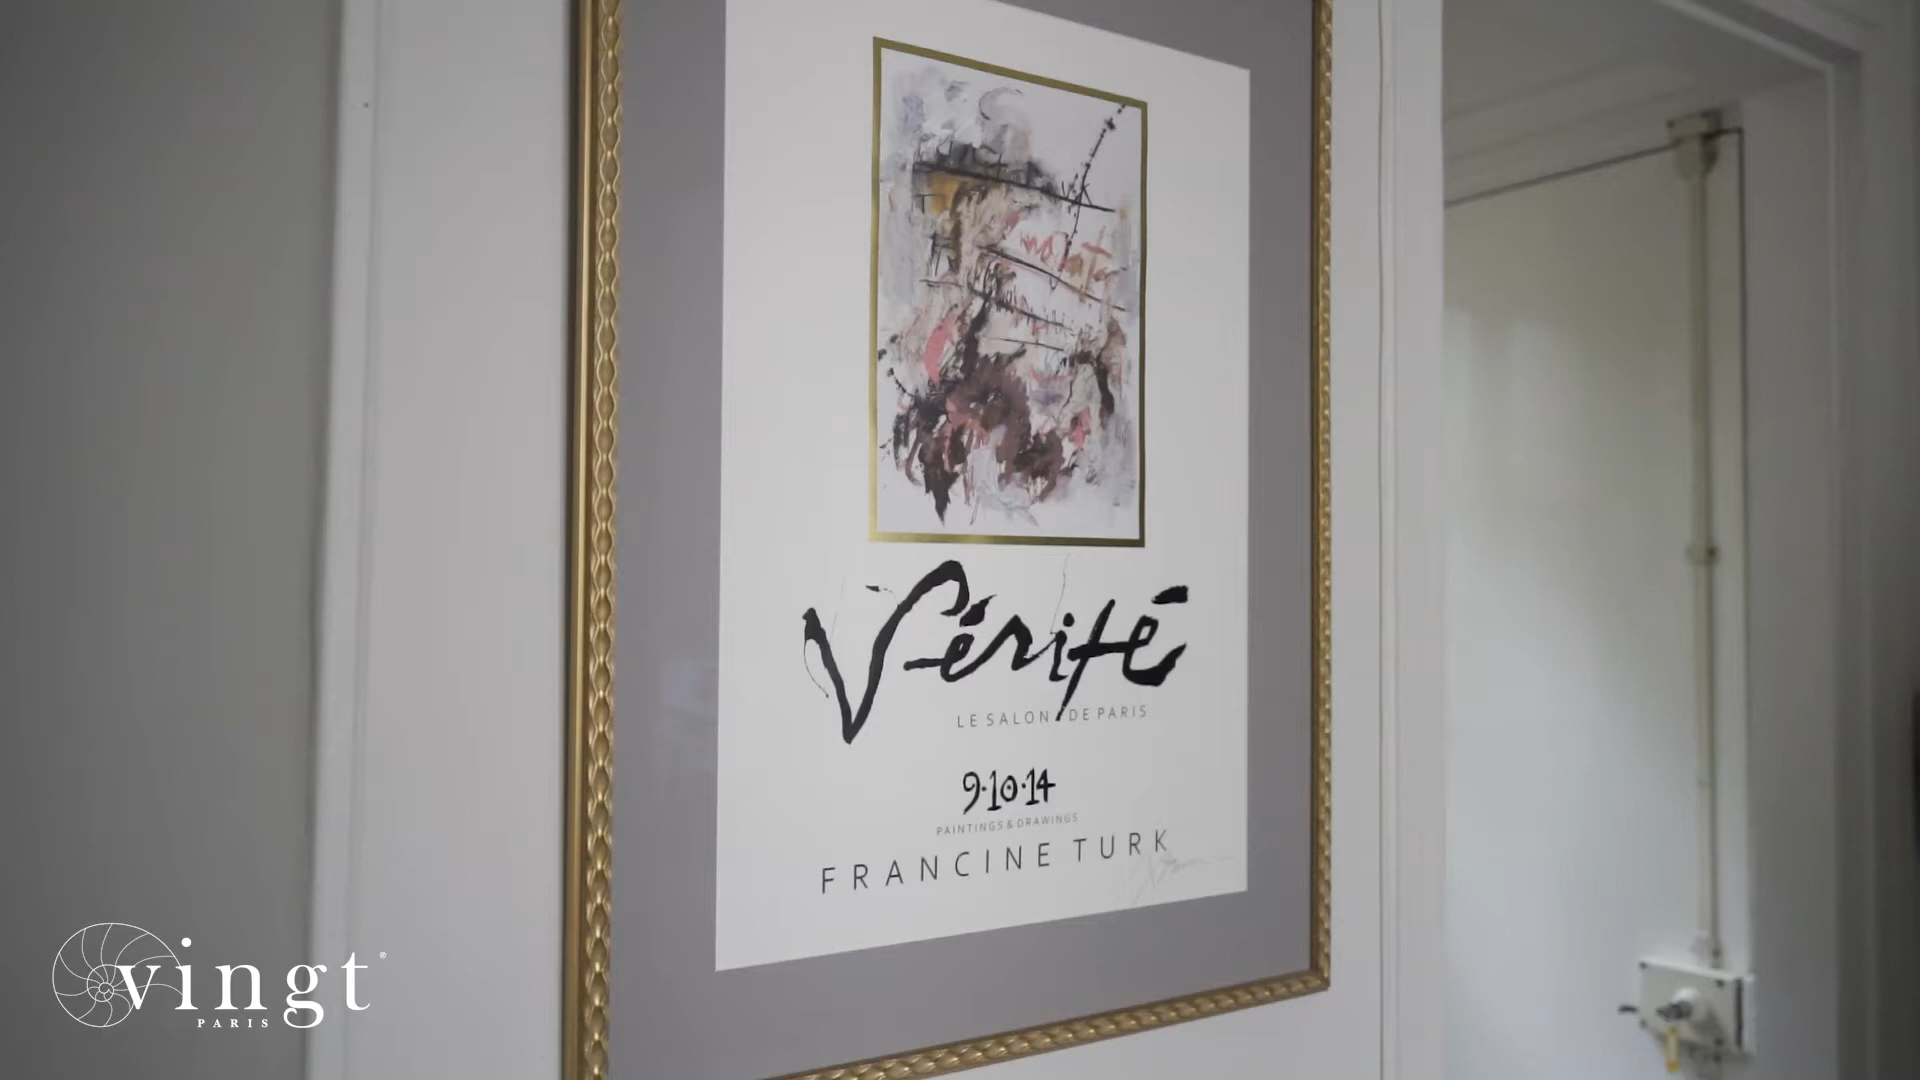 Vérité
LE SALON DE PARIS
9·10·14
PAINTINGS & DRAWINGS
FRANCINE TURK
vingt®
PARIS